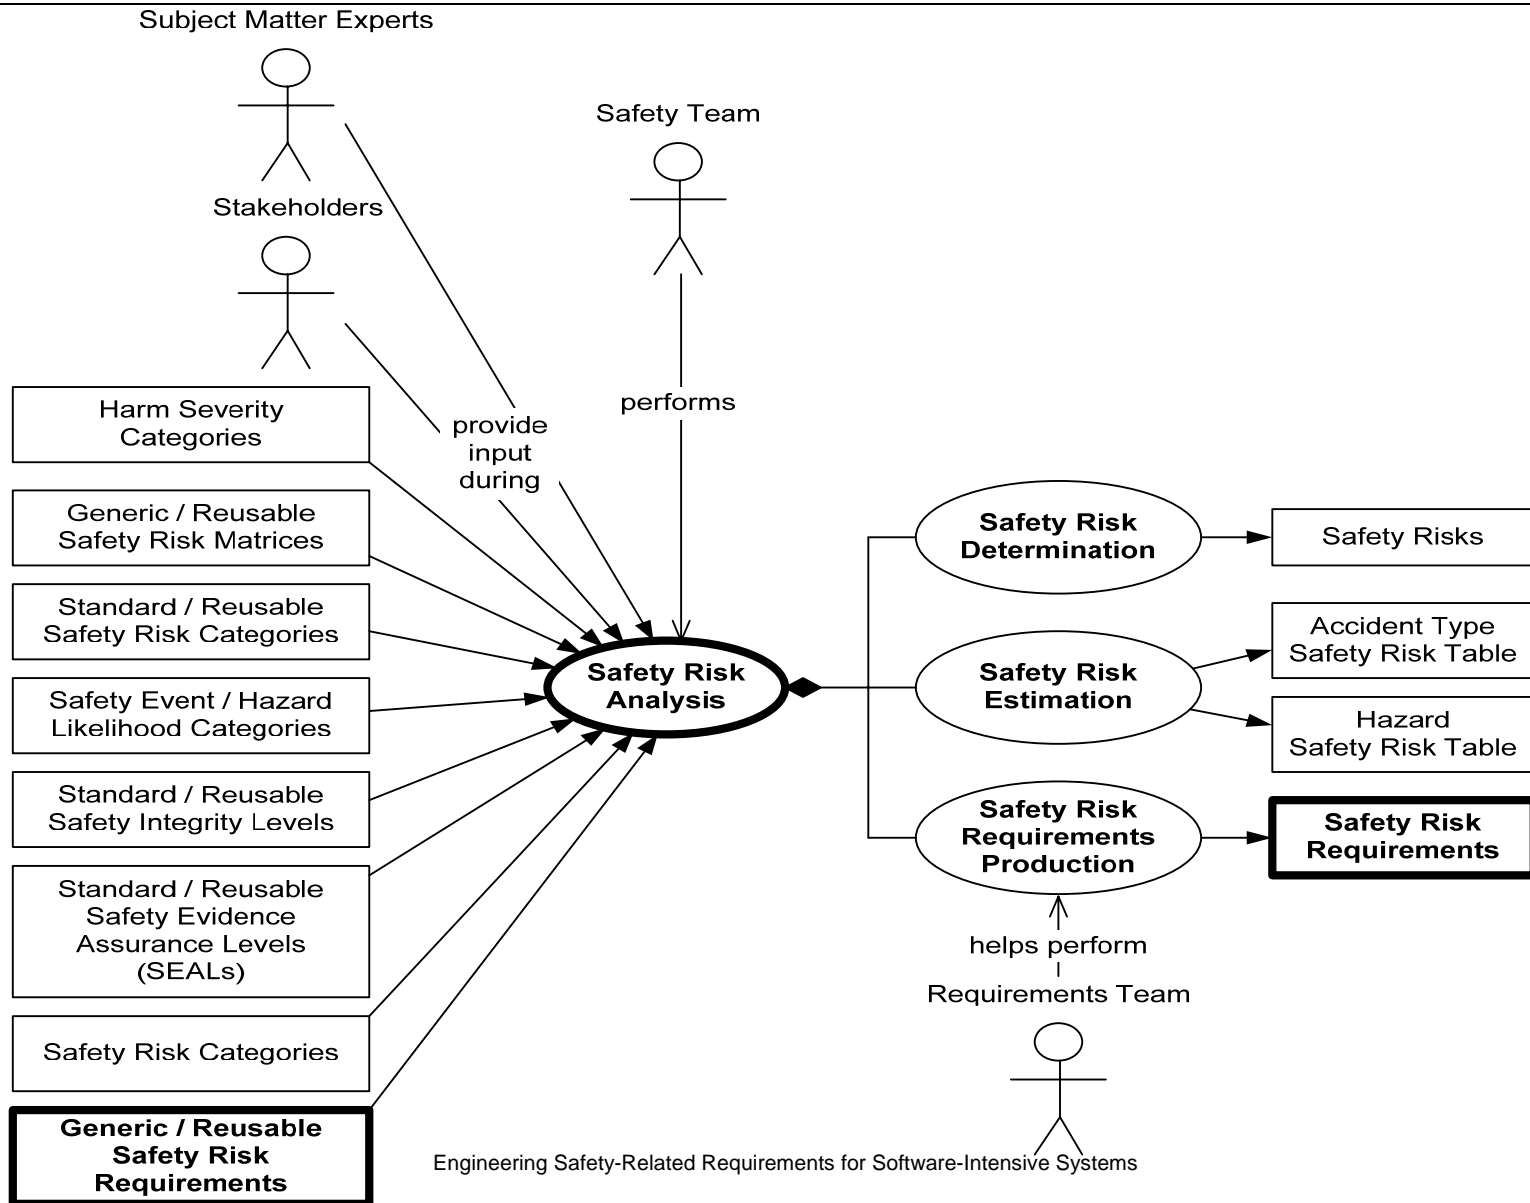 Subject Matter Experts
Safety Team
Stakeholders
Harm Severity
Categories
provide
input
during
performs
Generic / Reusable
Safety Risk Matrices
Safety Risk
Determination
Safety Risks
Standard / Reusable
Safety Risk Categories
Accident Type
Safety Risk Table
Safety Risk
Analysis
Safety Risk
Estimation
Safety Event / Hazard
Likelihood Categories
Hazard
Safety Risk Table
Standard / Reusable
Safety Integrity Levels
Safety Risk
Requirements
Production
Safety Risk
Requirements
Standard / Reusable
Safety Evidence
Assurance Levels
(SEALs)
helps perform
Requirements Team
Safety Risk Categories
Generic / Reusable
Safety Risk
Requirements
Engineering Safety-Related Requirements for Software-Intensive Systems